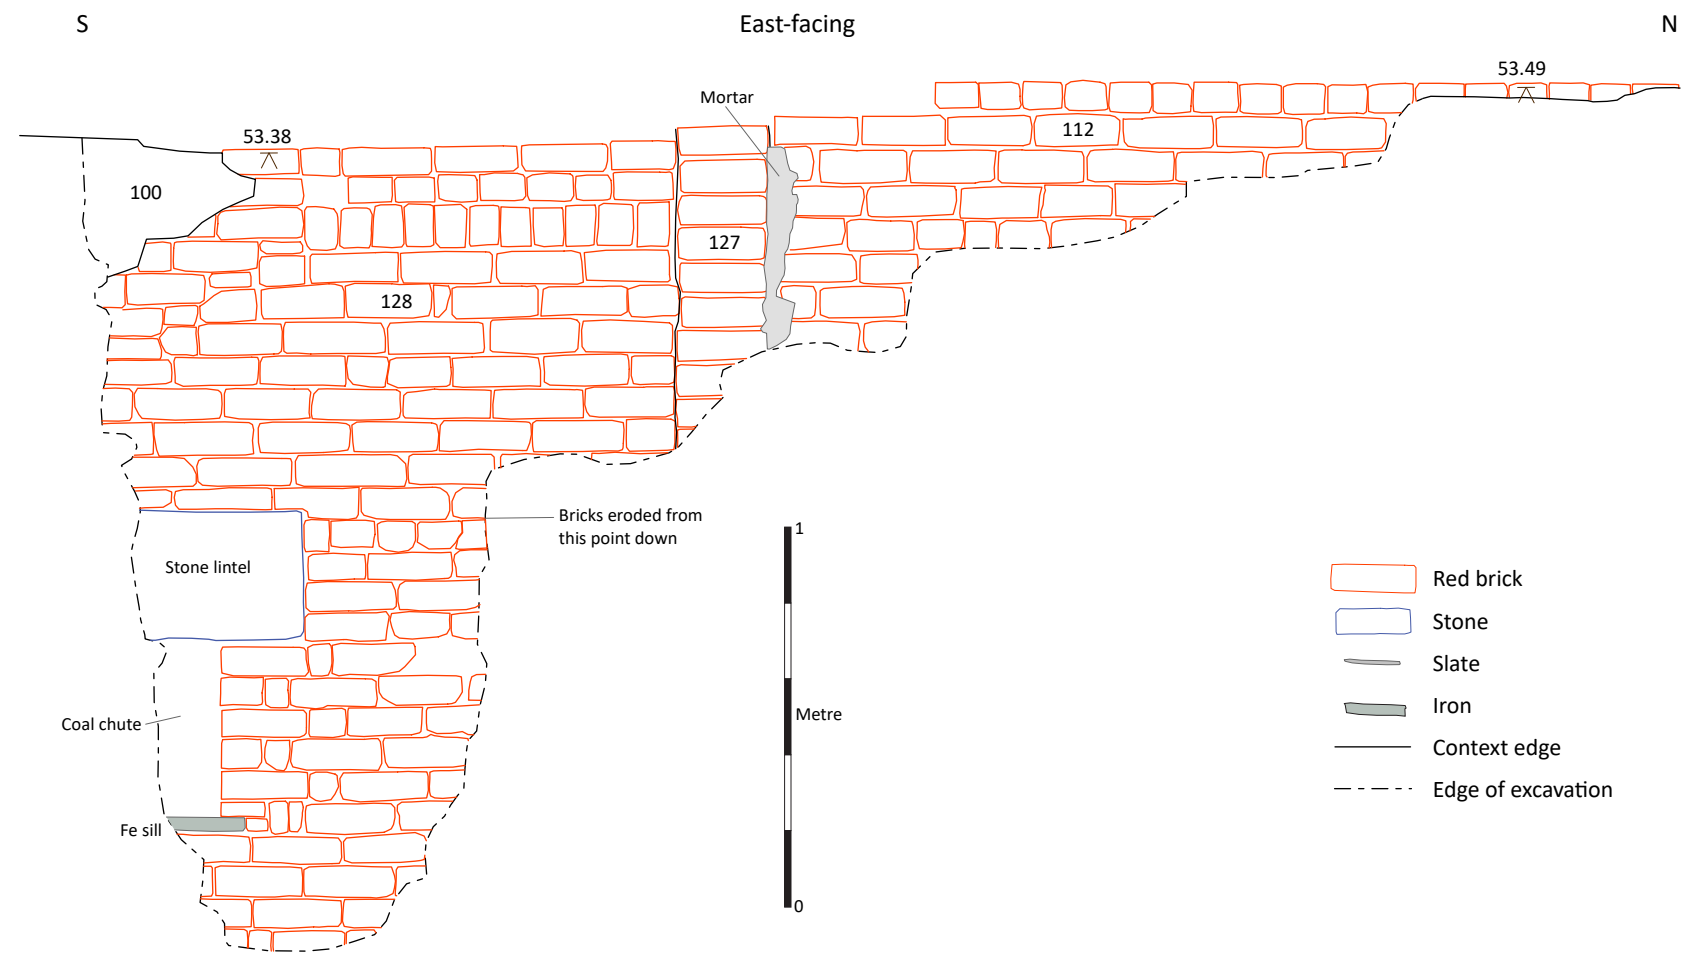 S
East-facing
N
53.49
Mortar
53.38
112
100
127
128
Bricks eroded from
this point down
1
Stone lintel
Red brick
Stone
Slate
Iron
Coal chute
Metre
Context edge
Edge of excavation
Fe sill
0